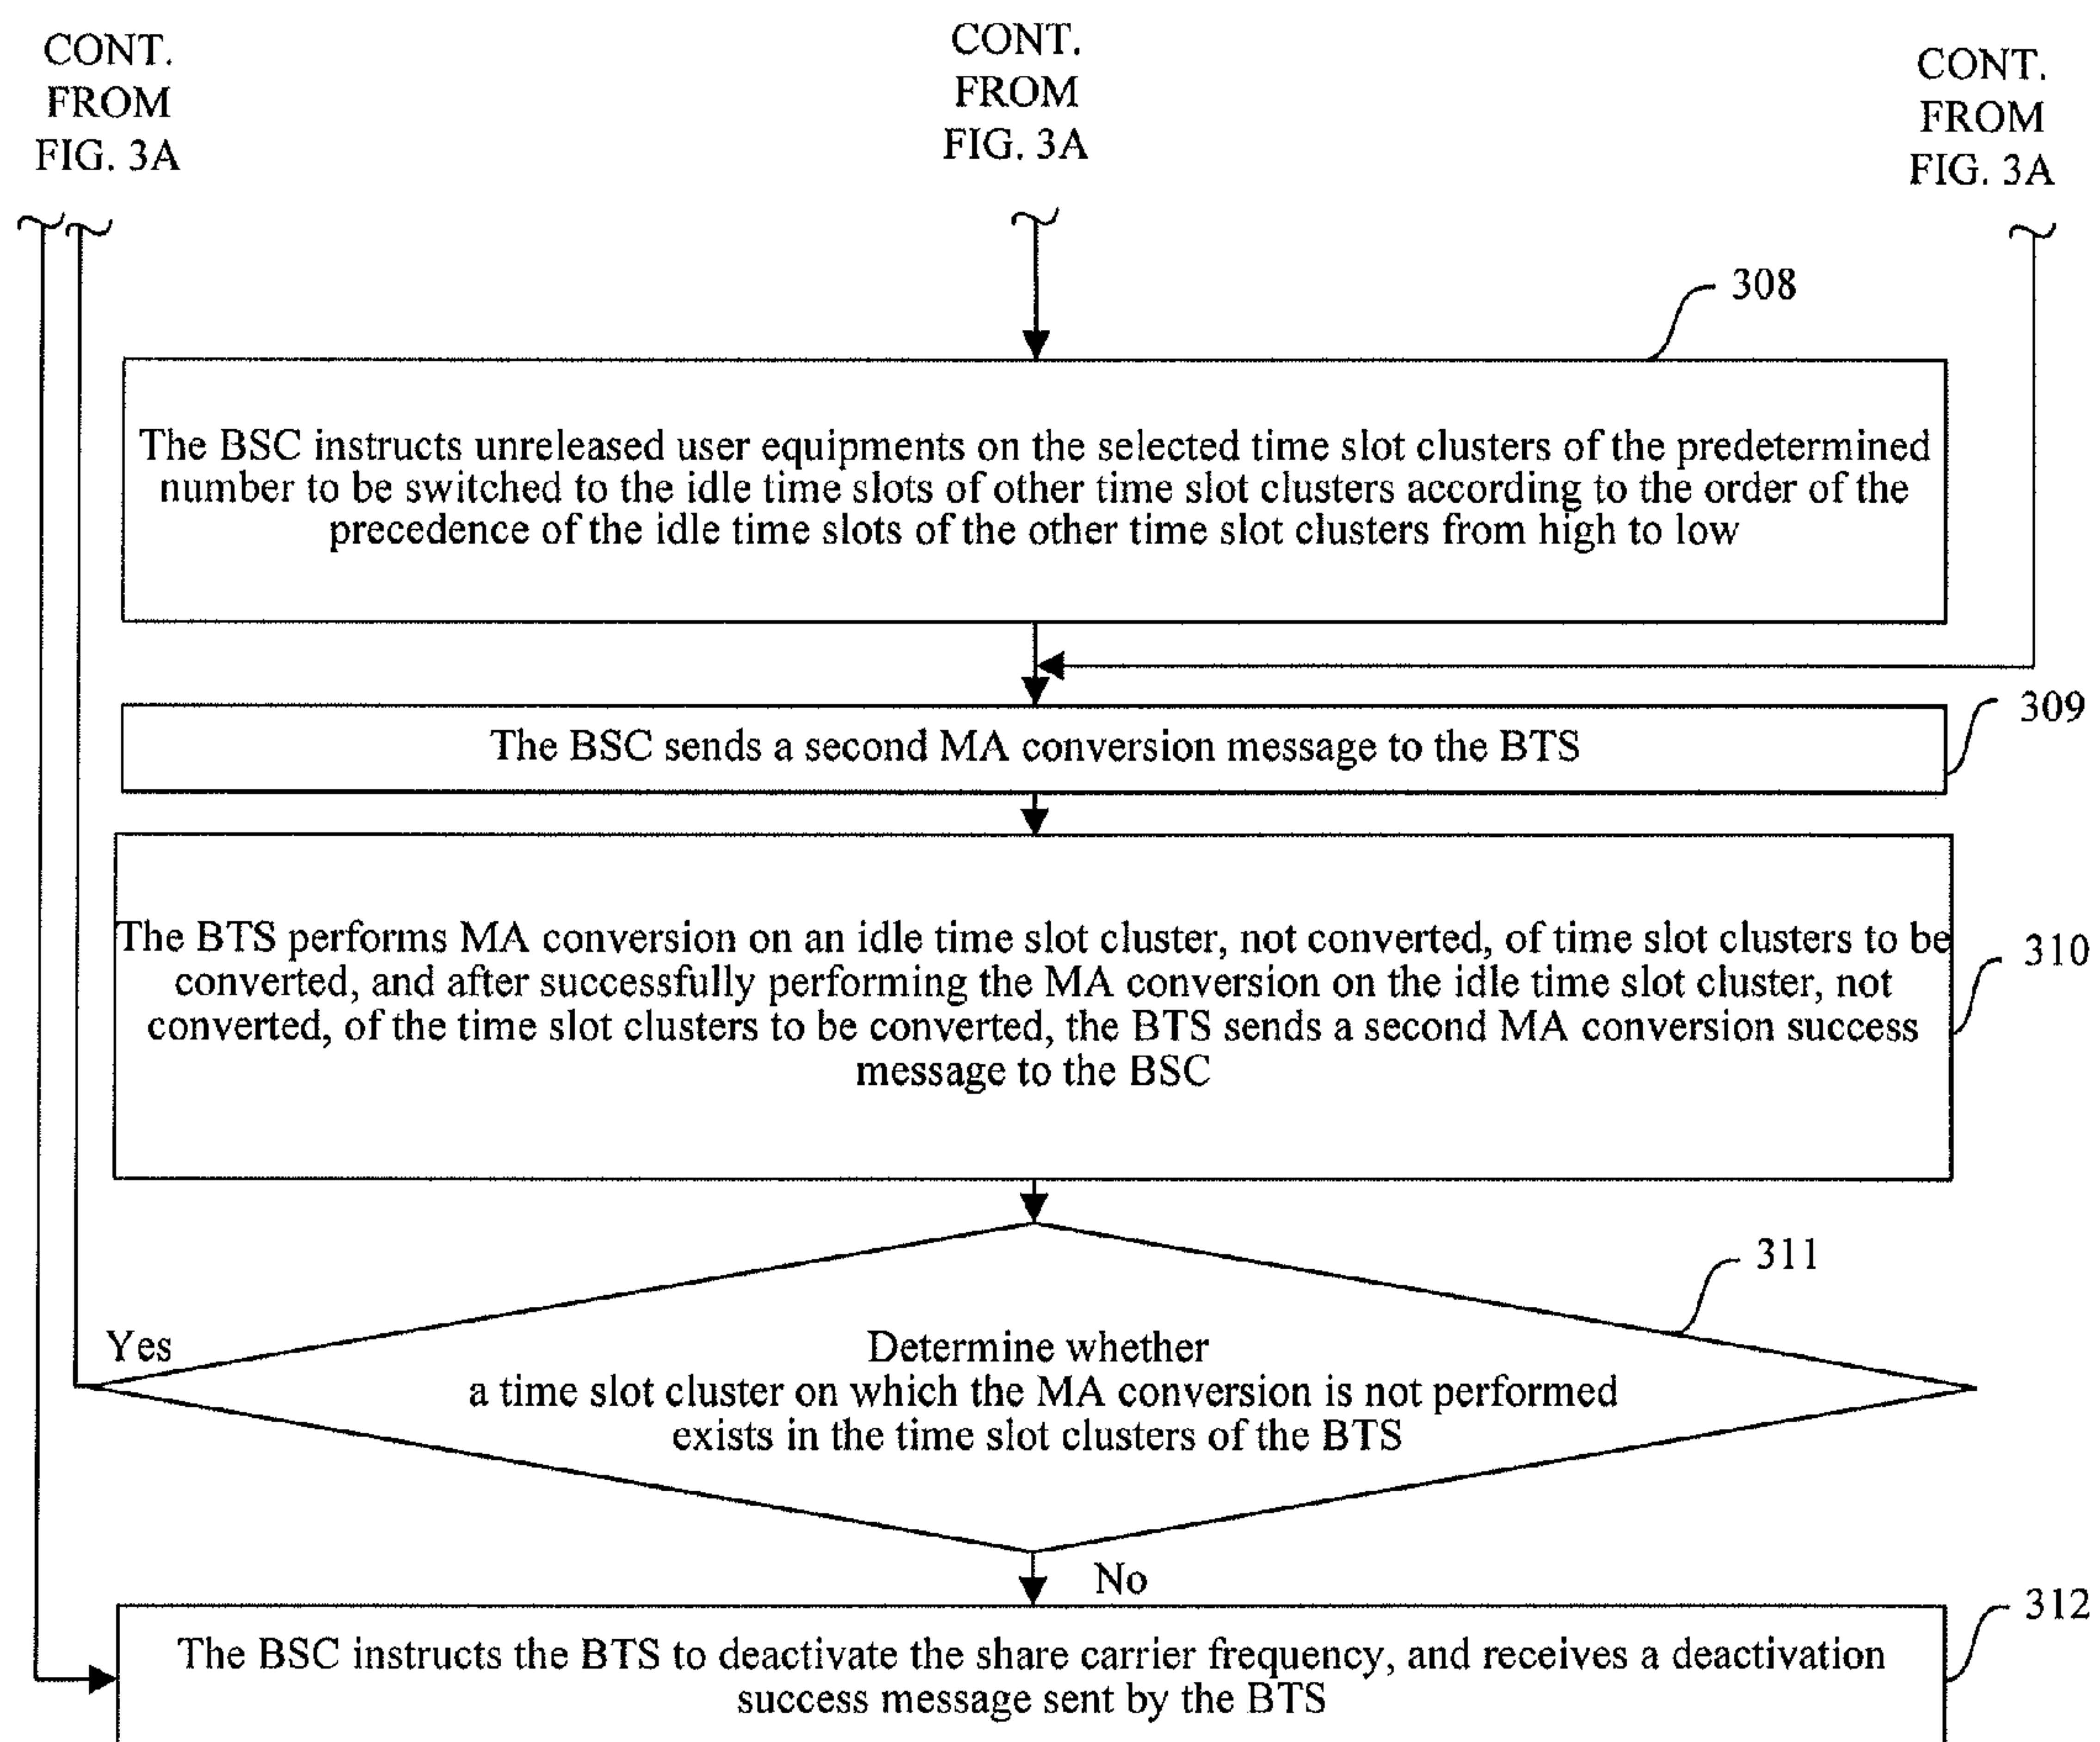 CONT.
FROM
FIG. 3A
CONT.
FROM
FIG. 3A
CONT.
FROM
FIG. 3A
308
The BSC instructs unreleased user equipments on the selected time slot clusters of the predetermined
number to be switched to the idle time slots of other time slot clusters according to the order of the
precedence of the idle time slots of the other time slot clusters from high to low
309
The BSC sends a second MA conversion message to the BTS
310
The BTS performs MA conversion on an idle time slot cluster, not converted, of time slot clusters to be
converted, and after successfully performing the MA conversion on the idle time slot cluster, not
converted, of the time slot clusters to be converted, the BTS sends a second MA conversion success
message to the BSC
311
Yes
Determine whether
a time slot cluster on which the MA conversion is not performed
exists in the time slot clusters of the BTS
No
312
The BSC instructs the BTS to deactivate the share carrier frequency, and receives a deactivation
success message sent by the BTS